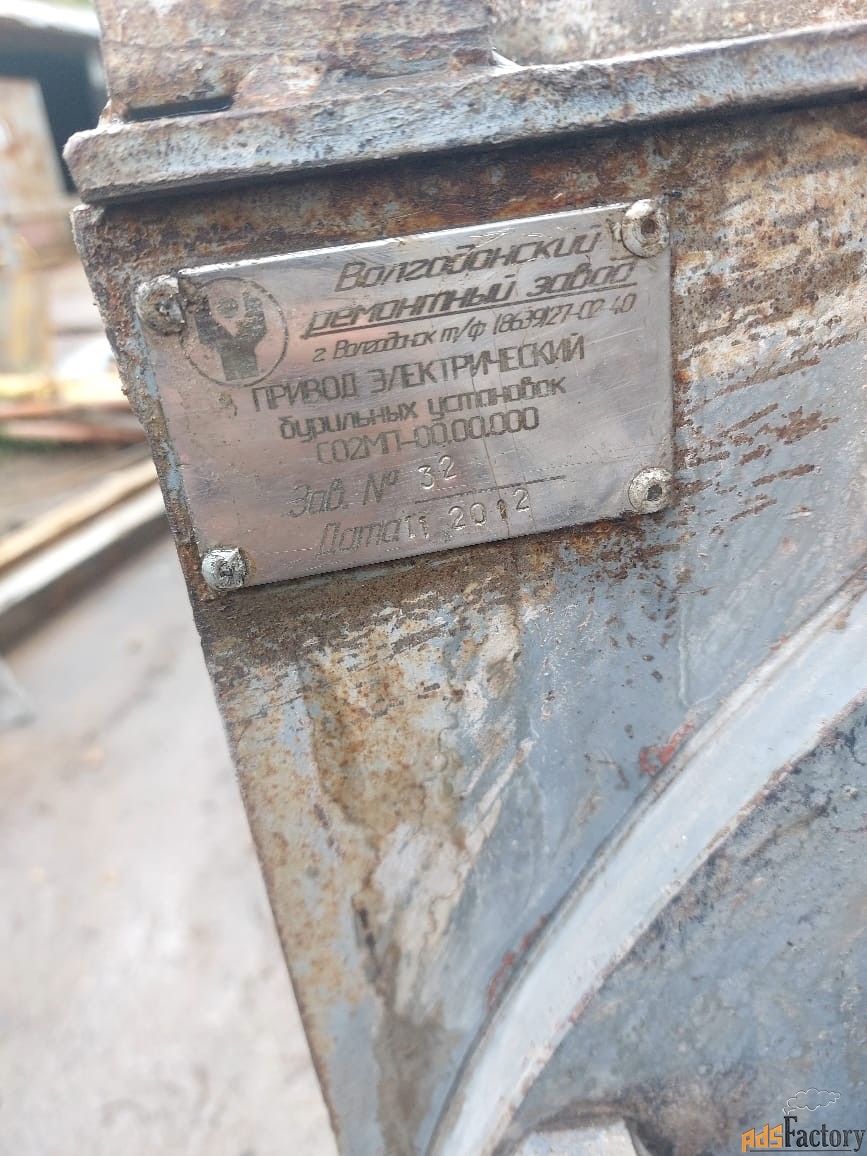 Волгодонский
ремонтный завод
г. Волгодонск т/ф (8639)27-02-40
ПРИВОД ЭЛЕКТРИЧЕСКИЙ
бурильных установок
СО2МП-00.00.000
Зав. № 32
Дата 11 2012
AdsFactory